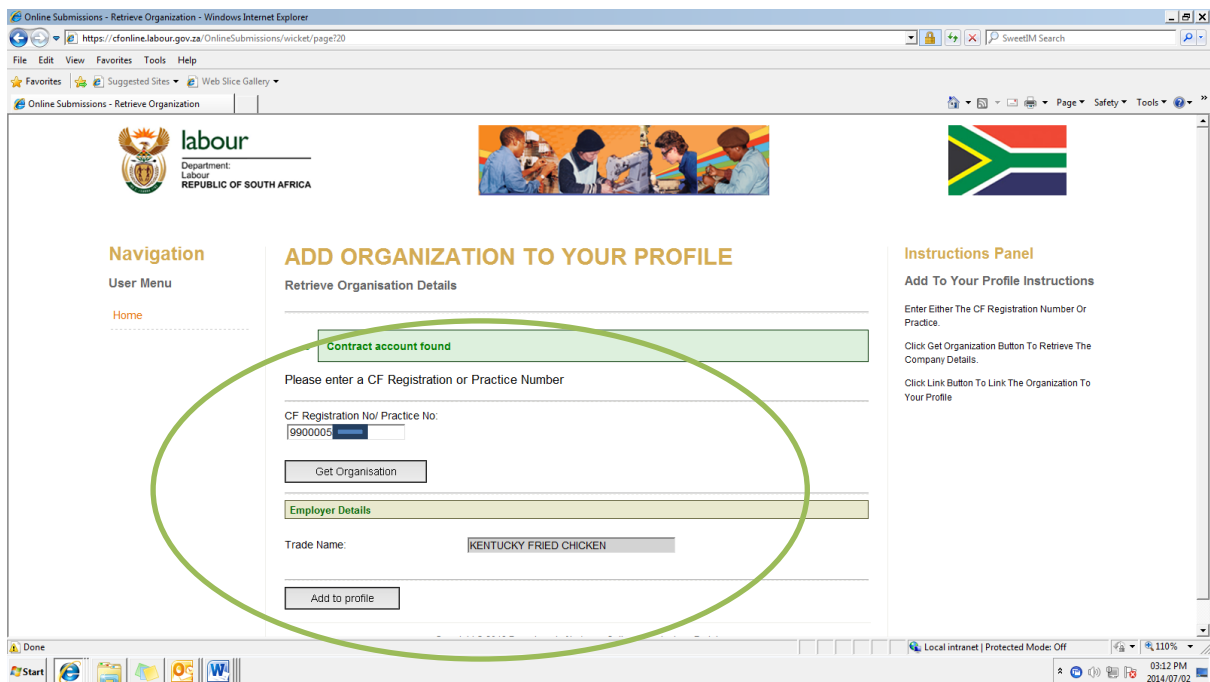 Online Submissions - Retrieve Organization - Windows Internet Explorer
https://cfonline.labour.gov.za/OnlineSubmissions/wicket/page?20
SweetIM Search
File Edit View Favorites Tools Help
Favorites Suggested Sites Web Slice Gallery
Online Submissions - Retrieve Organization
Page Safety Tools
labour
Department:
Labour
REPUBLIC OF SOUTH AFRICA
Navigation
User Menu
Home
ADD ORGANIZATION TO YOUR PROFILE
Retrieve Organisation Details
Contract account found
Please enter a CF Registration or Practice Number
CF Registration No/ Practice No:
9900005
Get Organisation
Employer Details
Trade Name: KENTUCKY FRIED CHICKEN
Add to profile
Instructions Panel
Add To Your Profile Instructions
Enter Either The CF Registration Number Or
Practice.
Click Get Organization Button To Retrieve The
Company Details.
Click Link Button To Link The Organization To
Your Profile
Done
Local intranet | Protected Mode: Off
110%
Start
03:12 PM
2014/07/02